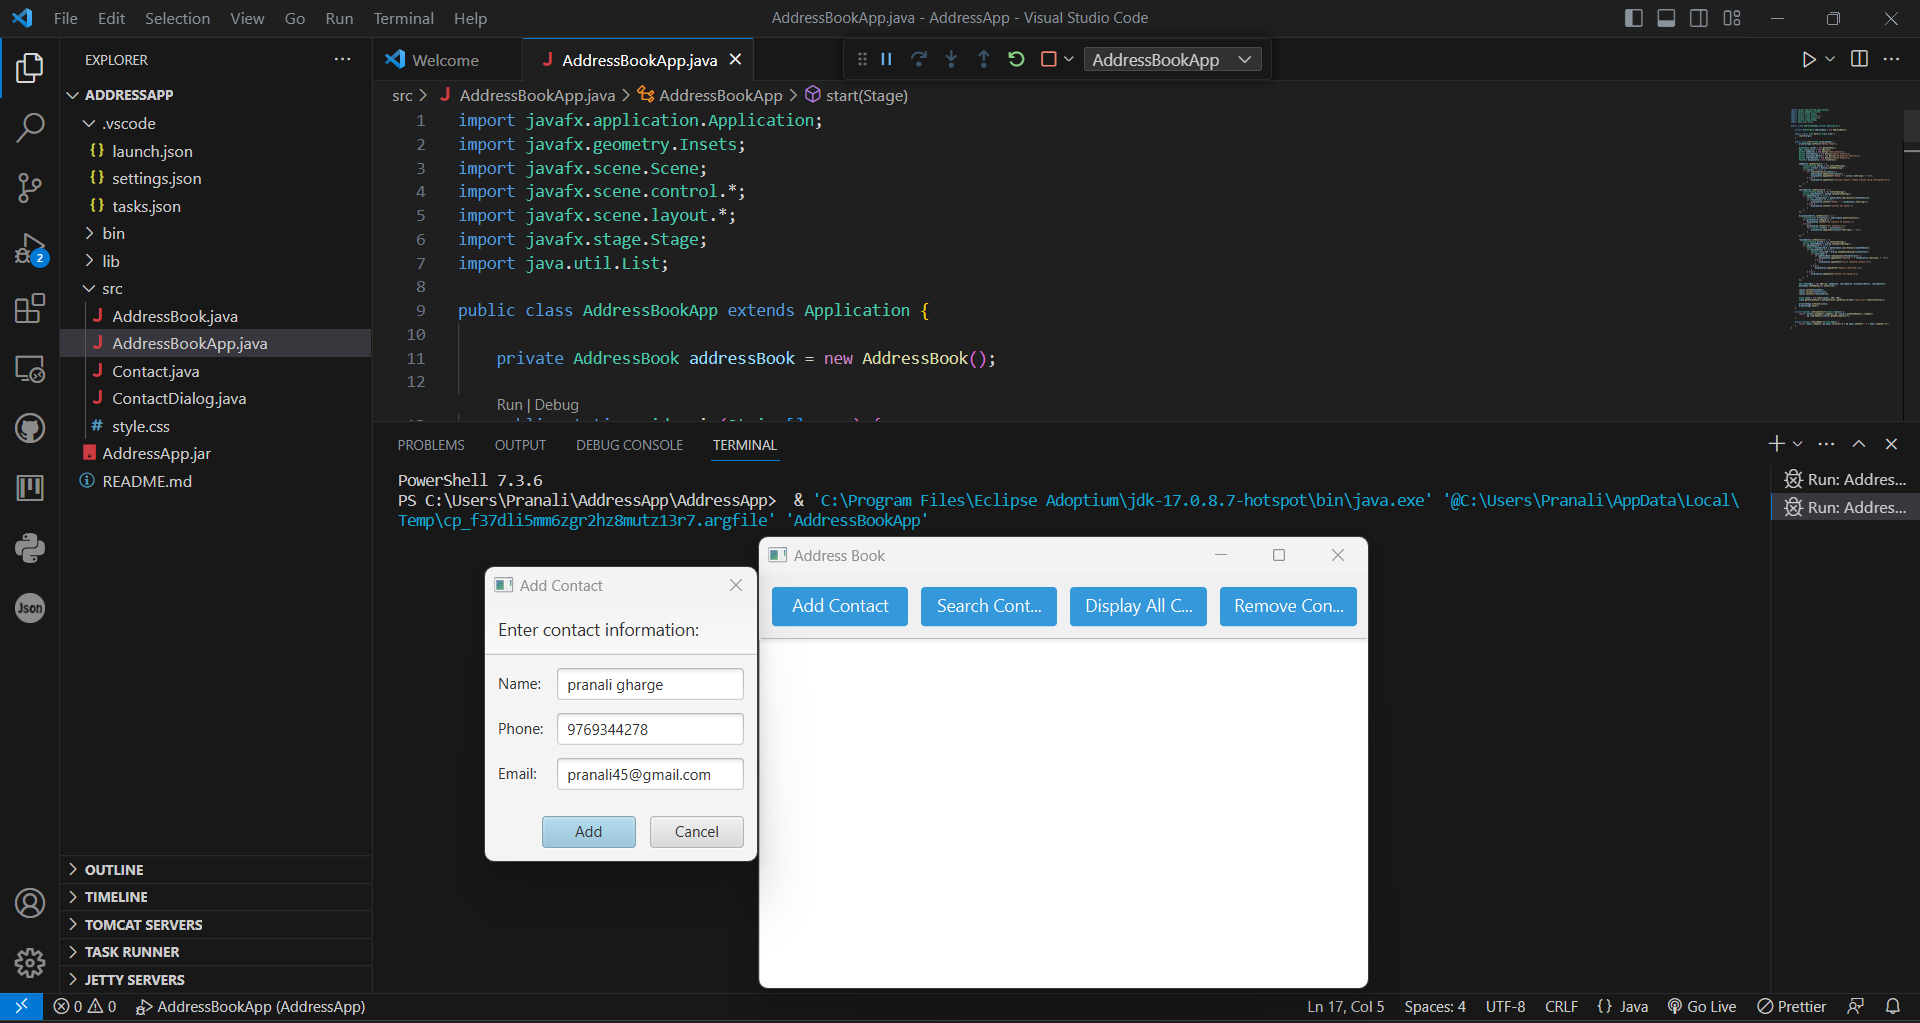 File Edit Selection View Go Run Terminal Help
AddressBookApp.java - AddressApp - Visual Studio Code
EXPLORER
Welcome
AddressBookApp.java
AddressBookApp
ADDRESSAPP
.vscode
launch.json
settings.json
tasks.json
bin
lib
src
AddressBook.java
AddressBookApp.java
Contact.java
ContactDialog.java
style.css
AddressApp.jar
README.md
2
Json
OUTLINE
TIMELINE
TOMCAT SERVERS
TASK RUNNER
JETTY SERVERS
src > AddressBookApp.java > AddressBookApp > start(Stage)
1 import javafx.application.Application;
2 import javafx.geometry.Insets;
3 import javafx.scene.Scene;
4 import javafx.scene.control.*;
5 import javafx.scene.layout.*;
6 import javafx.stage.Stage;
7 import java.util.List;
8
9 public class AddressBookApp extends Application {
10
11 private AddressBook addressBook = new AddressBook();
12
Run | Debug
PROBLEMS OUTPUT DEBUG CONSOLE TERMINAL
PowerShell 7.3.6
PS C:\Users\Pranali\AddressApp\AddressApp> & 'C:\Program Files\Eclipse Adoptium\jdk-17.0.8.7-hotspot\bin\java.exe' '@C:\Users\Pranali\AppData\Local\
Temp\cp_f37dli5mm6zgr2hz8mutz13r7.argfile' 'AddressBookApp'
Run: Addres...
Run: Addres...
Add Contact
Enter contact information:
Name: pranali gharge
Phone: 9769344278
Email: pranali45@gmail.com
Add Cancel
Address Book
Add Contact Search Cont... Display All C... Remove Con...
0 0 AddressBookApp (AddressApp)
Ln 17, Col 5 Spaces: 4 UTF-8 CRLF {} Java Go Live Prettier